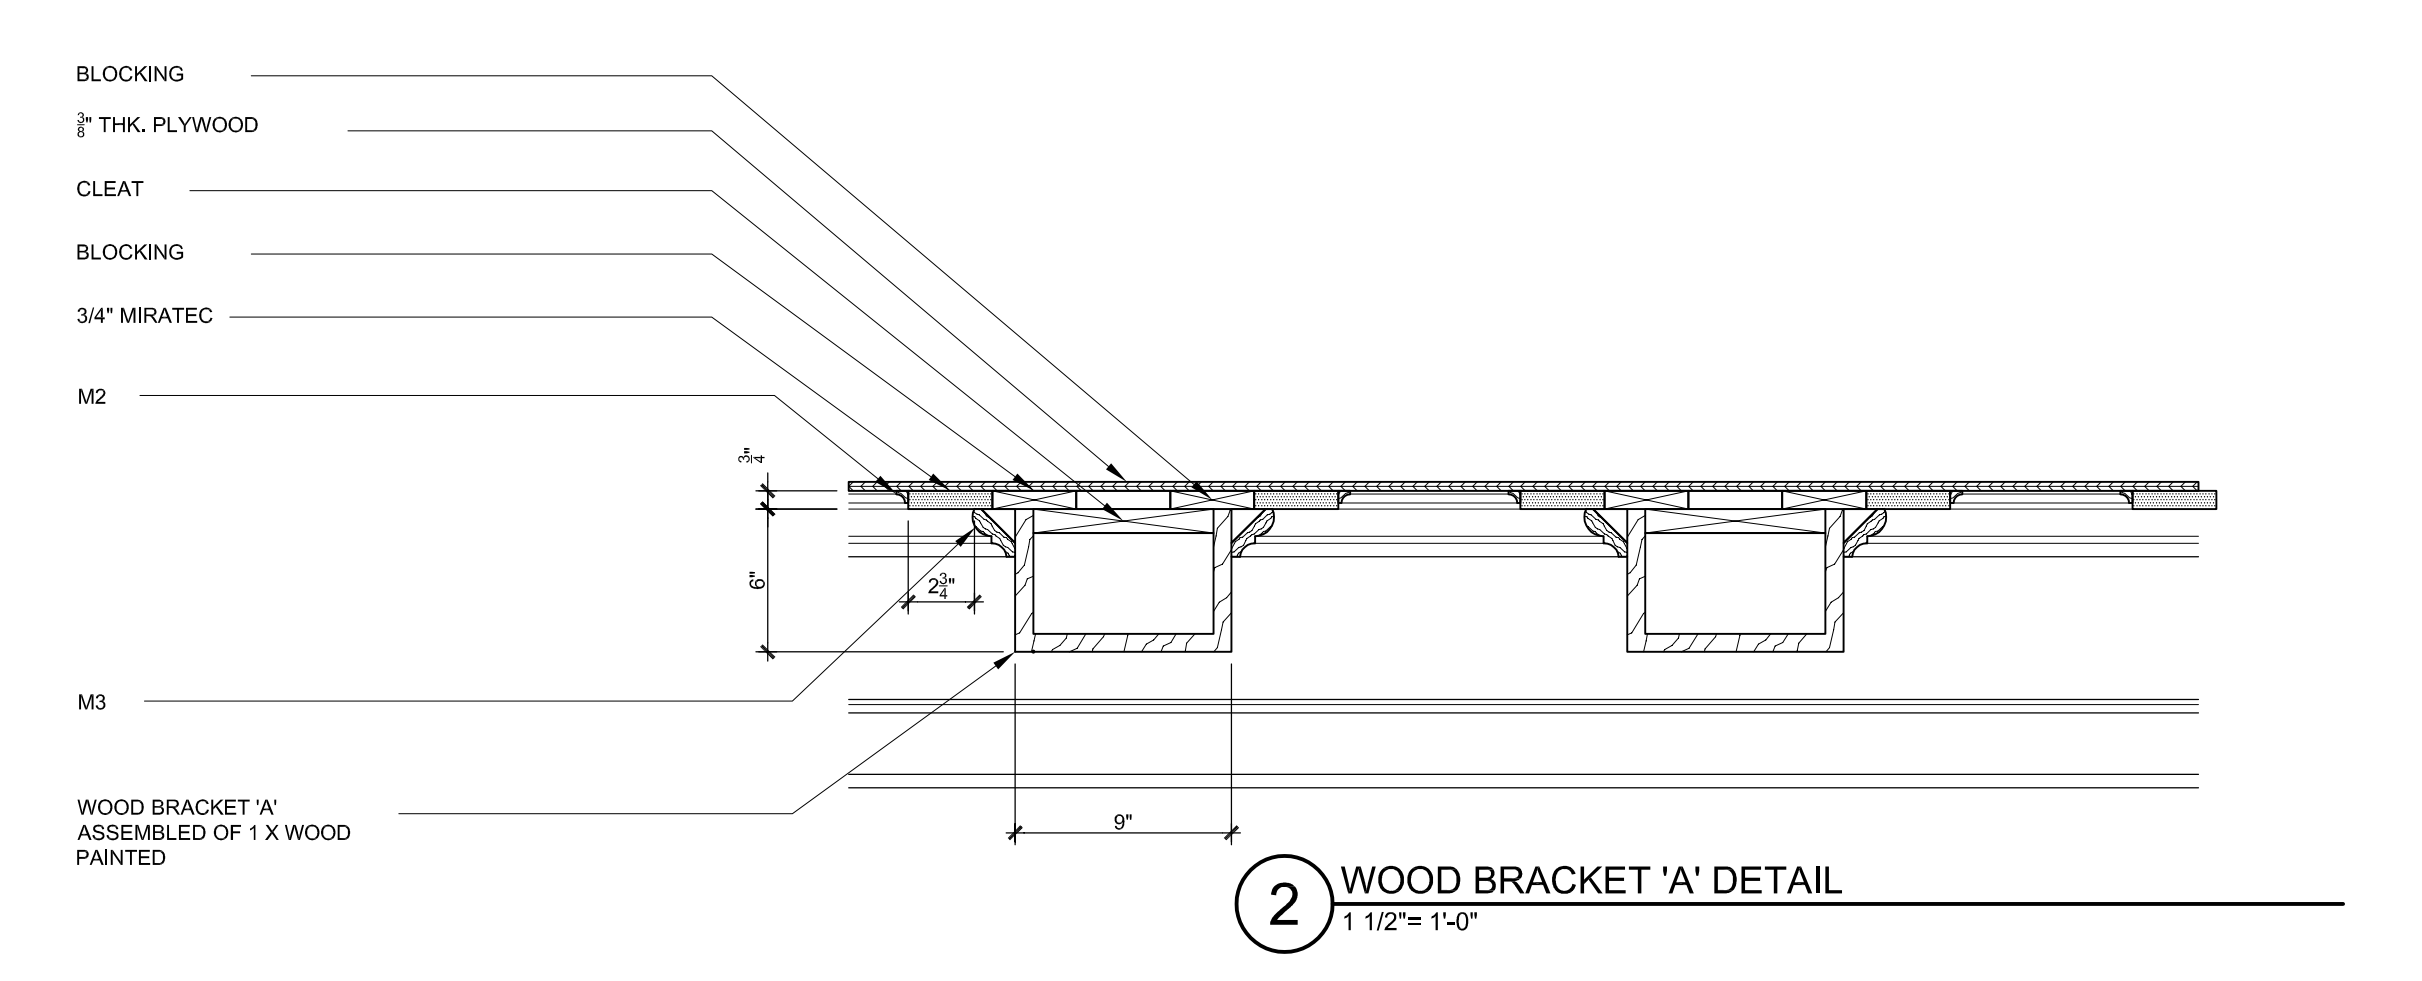 BLOCKING
3/8" THK. PLYWOOD
CLEAT
BLOCKING
3/4" MIRATEC
M2
3/4"
6"
2 3/4"
M3
WOOD BRACKET 'A'
ASSEMBLED OF 1 X WOOD
PAINTED
9"
2
WOOD BRACKET 'A' DETAIL
1 1/2"= 1'-0"